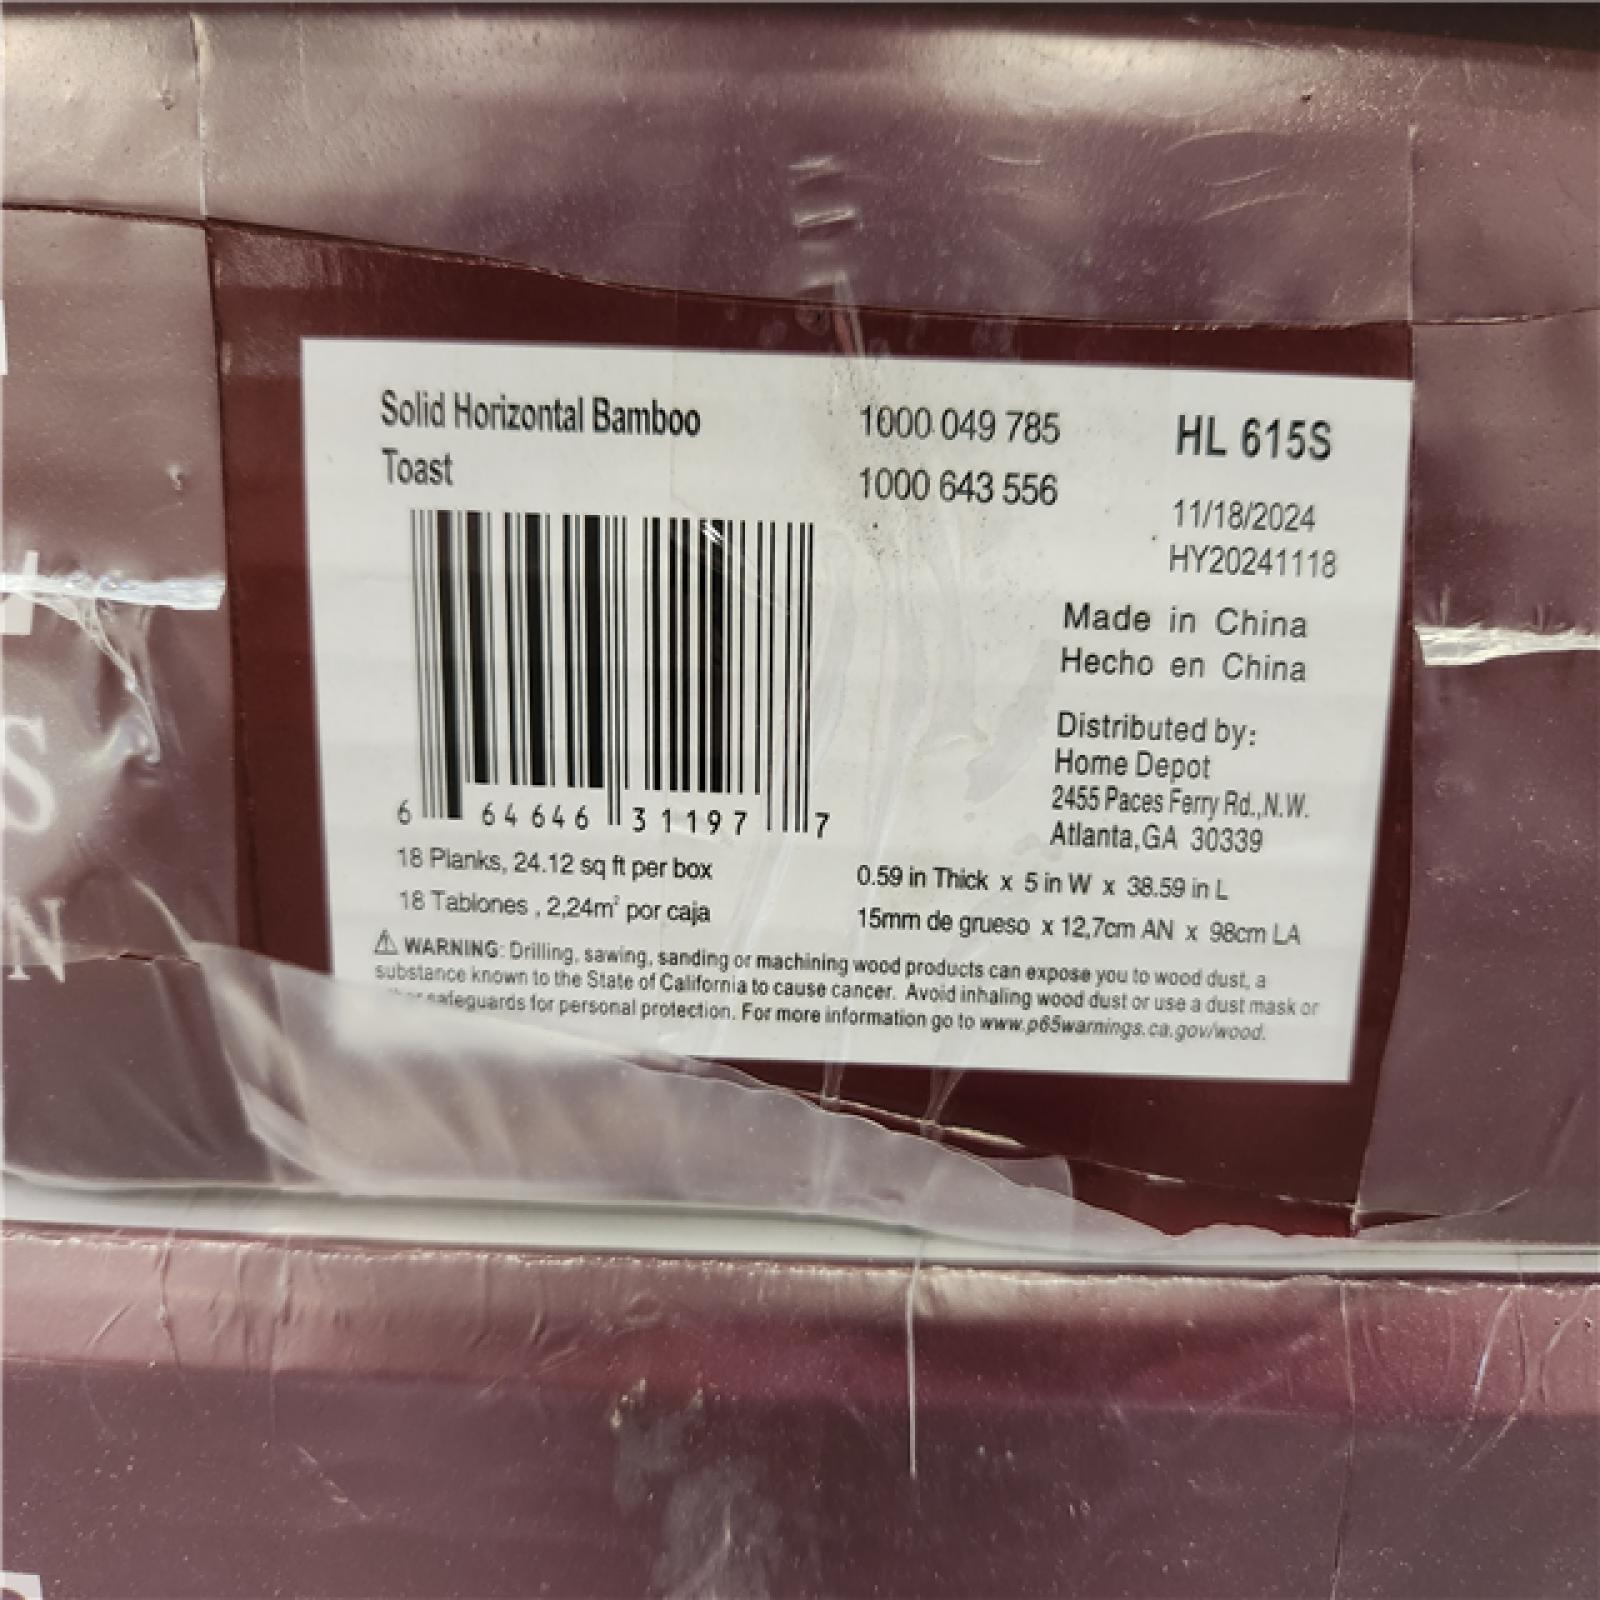 Solid Horizontal Bamboo
Toast
1000 049 785
1000 643 556
HL 615S
11/18/2024
HY20241118
Made in China
Hecho en China
Distributed by:
Home Depot
2455 Paces Ferry Rd.,N.W.
Atlanta,GA 30339
6 64646 31197 7
18 Planks, 24.12 sq ft per box
18 Tablones , 2,24m² por caja
0.59 in Thick x 5 in W x 38.59 in L
15mm de grueso x 12,7cm AN x 98cm LA
⚠ WARNING: Drilling, sawing, sanding or machining wood products can expose you to wood dust, a
substance known to the State of California to cause cancer. Avoid inhaling wood dust or use a dust mask or
safeguards for personal protection. For more information go to www.p65warnings.ca.gov/wood.
S
N